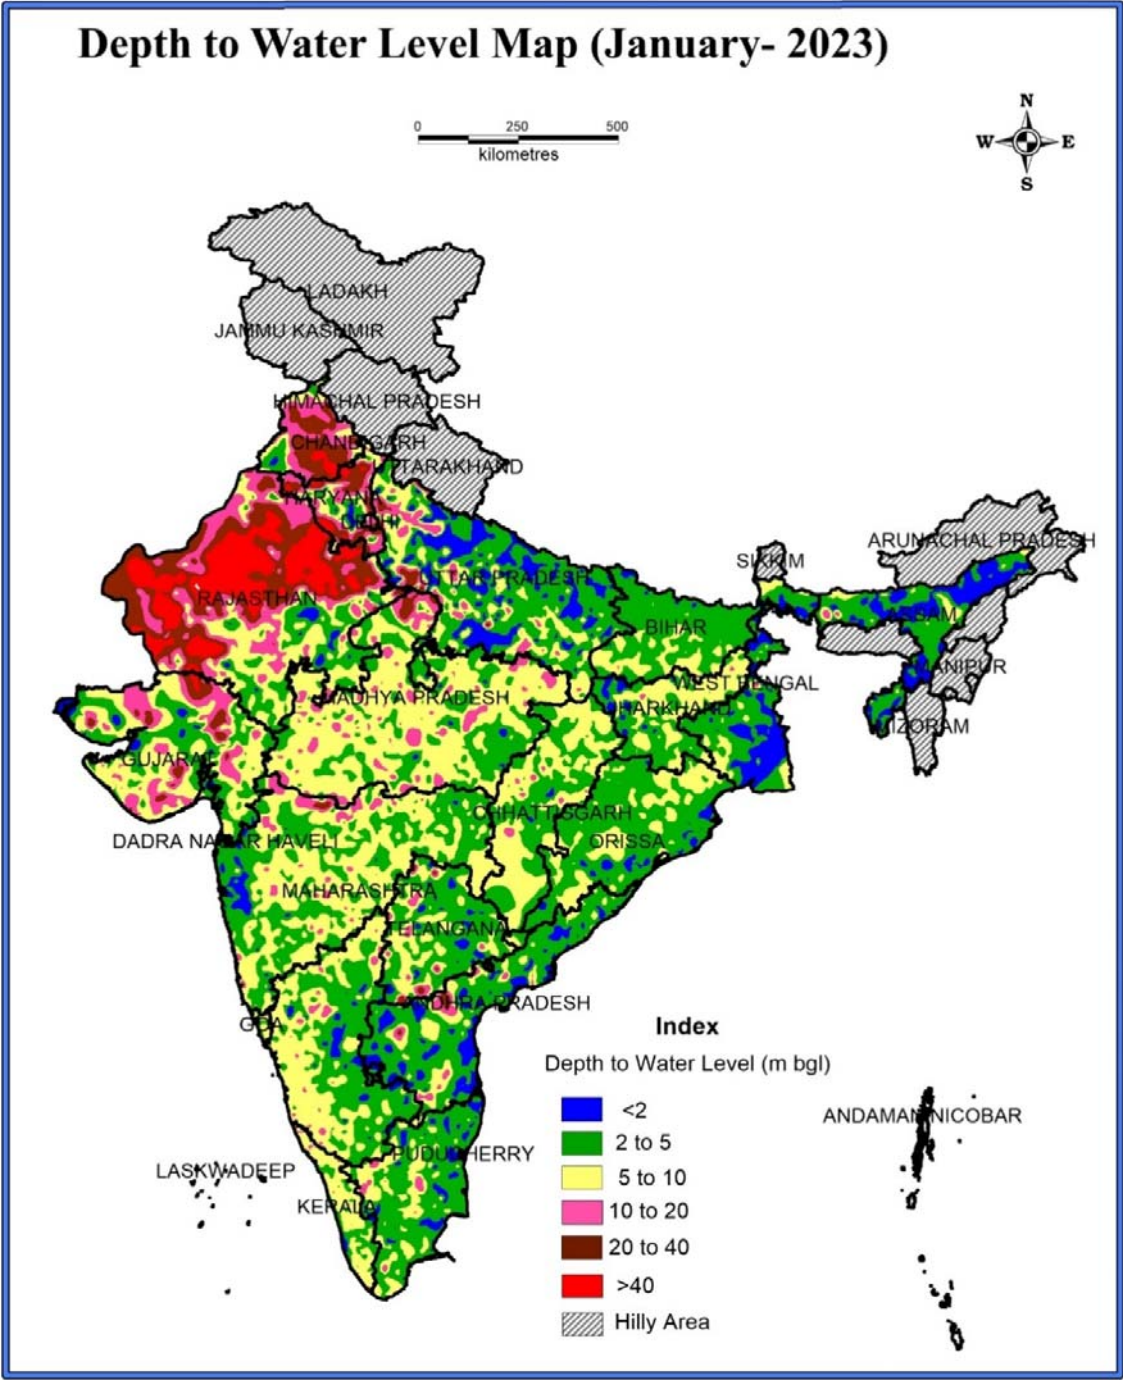 Depth to Water Level Map (January- 2023)
0 250 500
kilometres
N
W E
S
LADAKH
JAMMU KASHMIR
HIMACHAL PRADESH
CHANDIGARH
UTTARAKHAND
HARYANA
DELHI
ARUNACHAL PRADESH
SIKKIM
UTTAR PRADESH
RAJASTHAN
ASSAM
BIHAR
MANIPUR
WEST BENGAL
MADHYA PRADESH
JHARKHAND
MIZORAM
GUJARAT
CHHATTISGARH
DADRA NAGAR HAVELI
ORISSA
MAHARASHTRA
TELANGANA
ANDHRA PRADESH
GOA
Index
Depth to Water Level (m bgl)
<2
2 to 5
5 to 10
10 to 20
20 to 40
>40
Hilly Area
ANDAMAN NICOBAR
PUDUCHERRY
LASKWADEEP
KERALA